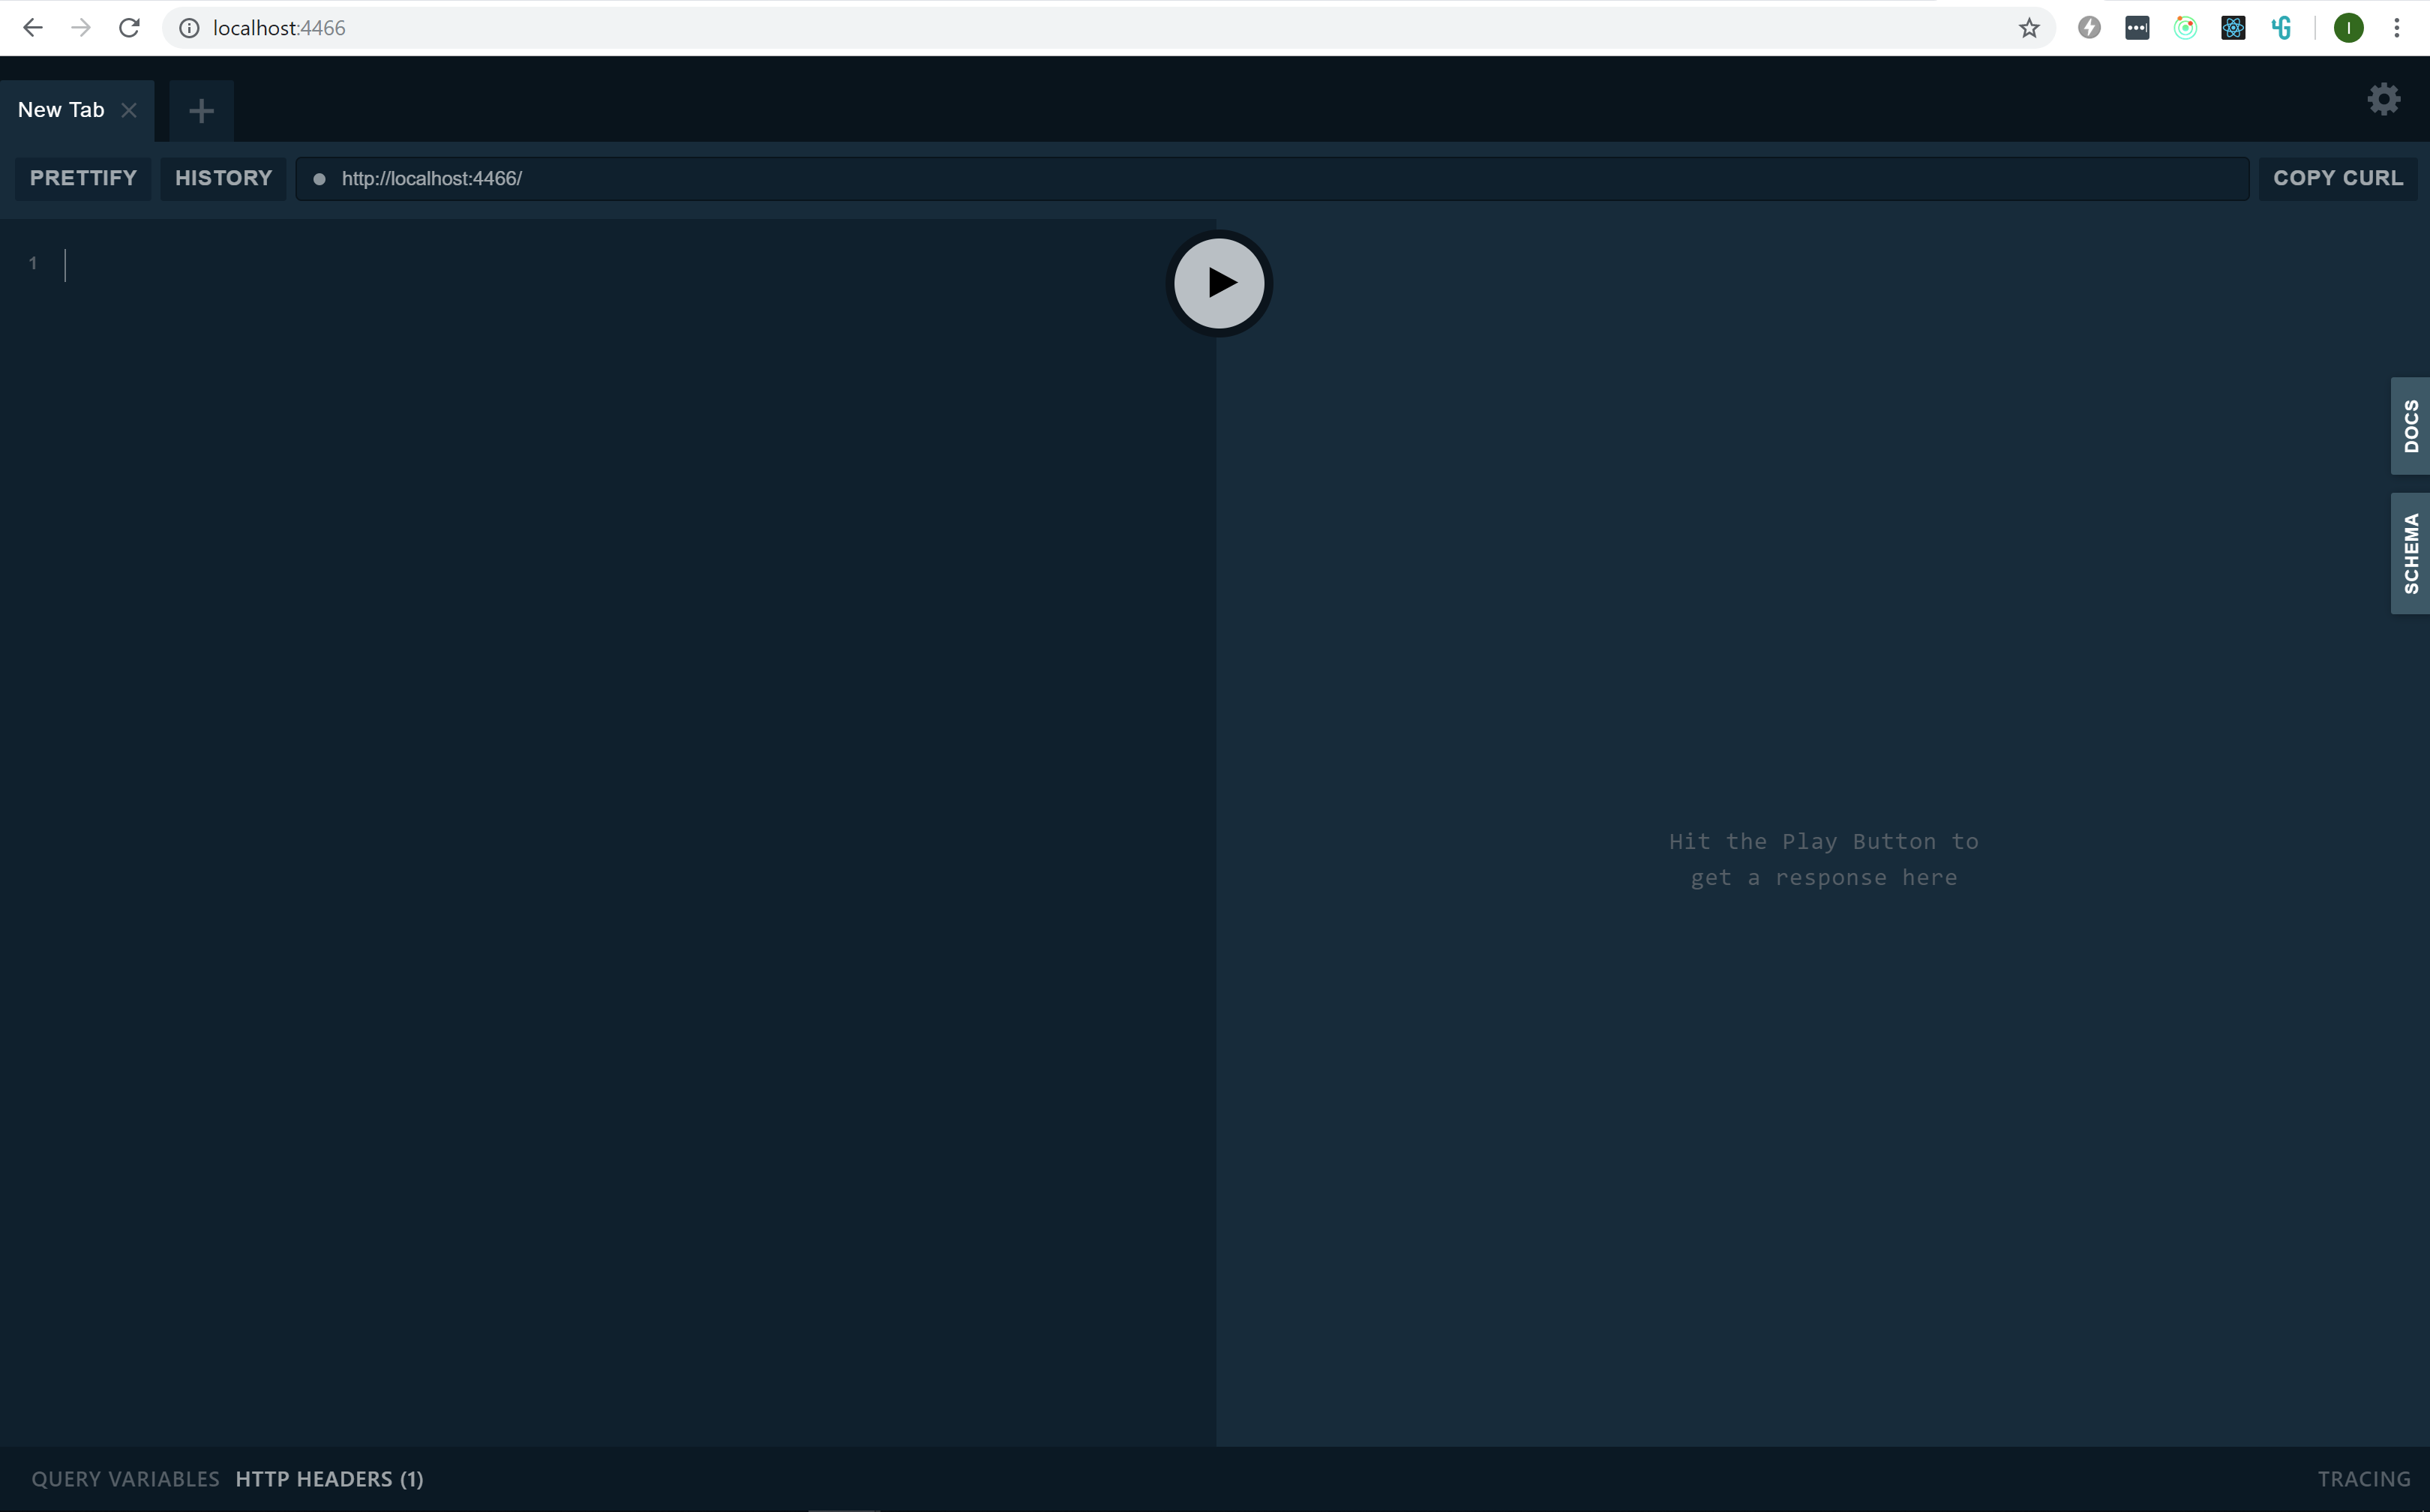 localhost:4466
I
New Tab
PRETTIFY
HISTORY
http://localhost:4466/
COPY CURL
1
DOCS
SCHEMA
Hit the Play Button to
get a response here
QUERY VARIABLES
HTTP HEADERS (1)
TRACING